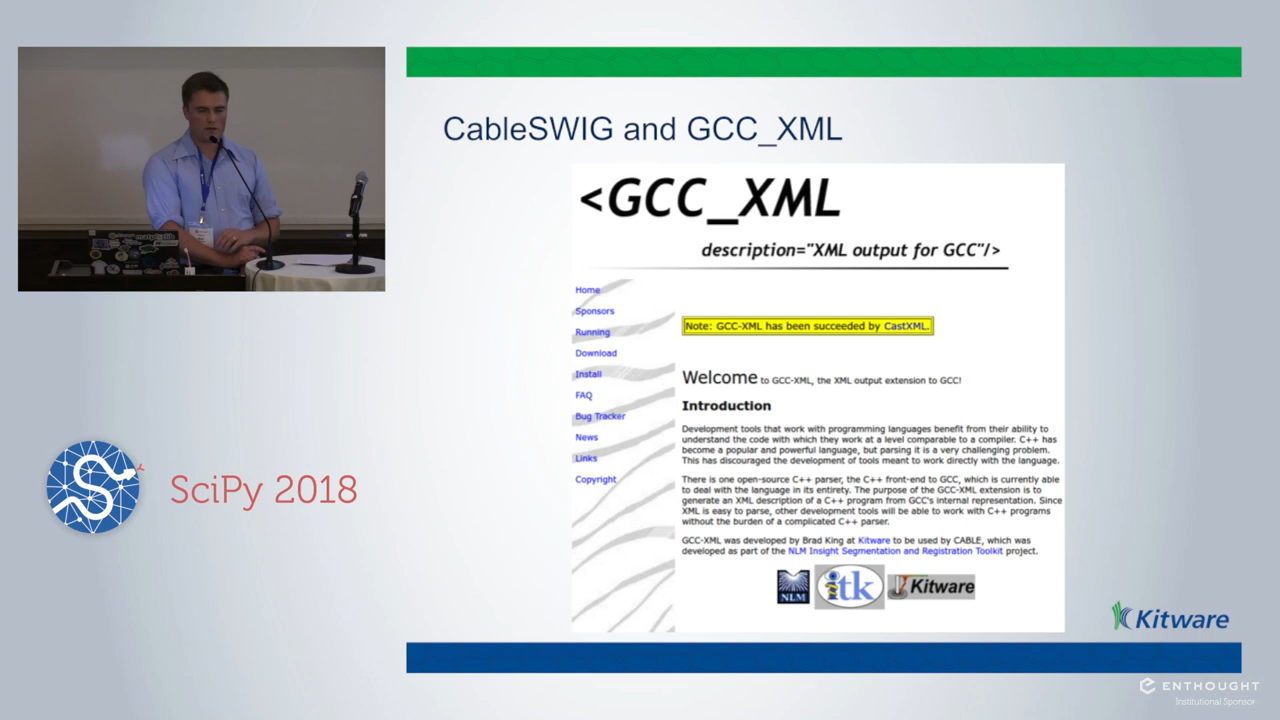 CableSWIG and GCC_XML
<GCC_XML
description="XML output for GCC"/>
Home
Sponsors
Running
Download
Install
FAQ
Bug Tracker
News
Links
Copyright
Note: GCC-XML has been succeeded by CastXML.
Welcome to GCC-XML, the XML output extension to GCC!
Introduction
Development tools that work with programming languages benefit from their ability to
understand the code with which they work at a level comparable to a compiler. C++ has
become a popular and powerful language, but parsing it is a very challenging problem.
This has discouraged the development of tools meant to work directly with the language.
There is one open-source C++ parser, the C++ front-end to GCC, which is currently able
to deal with the language in its entirety. The purpose of the GCC-XML extension is to
generate an XML description of a C++ program from GCC's internal representation. Since
XML is easy to parse, other development tools will be able to work with C++ programs
without the burden of a complicated C++ parser.
GCC-XML was developed by Brad King at Kitware to be used by CABLE, which was
developed as part of the NLM Insight Segmentation and Registration Toolkit project.
NLM
itk
Kitware
Kitware
SciPy 2018
ENTHOUGHT
Institutional Sponsor